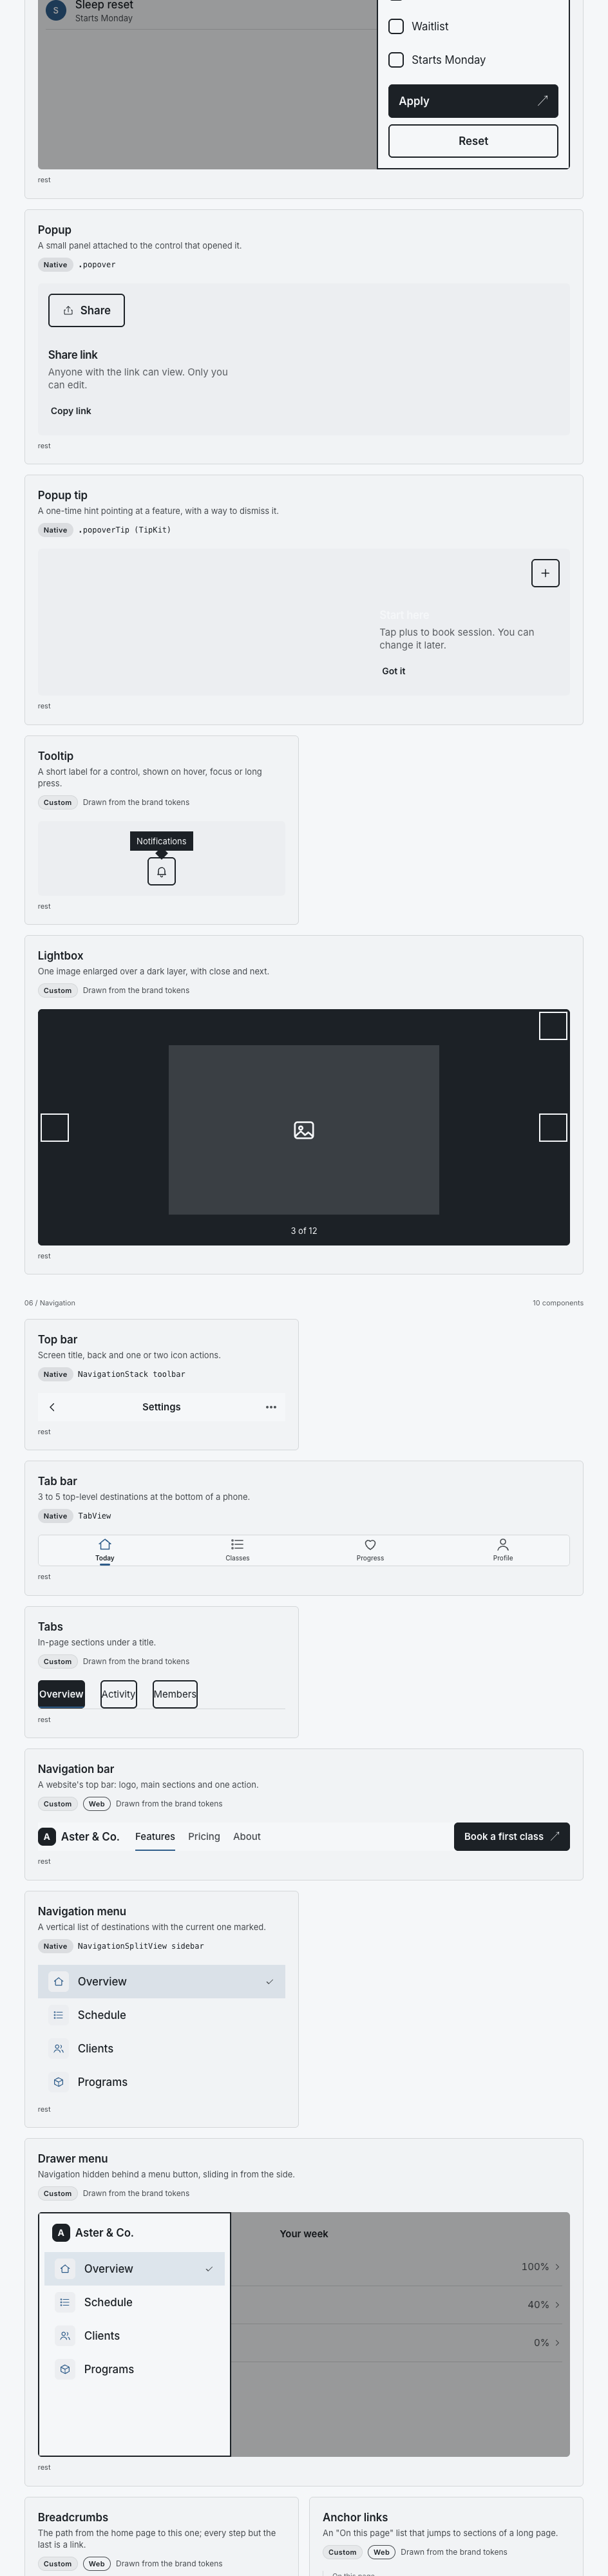 S
Sleep reset
Starts Monday
Waitlist
Starts Monday
Apply
Reset
rest
Popup
A small panel attached to the control that opened it.
Native .popover
Share
Share link
Anyone with the link can view. Only you
can edit.
Copy link
rest
Popup tip
A one-time hint pointing at a feature, with a way to dismiss it.
Native .popoverTip (TipKit)
Start here
Tap plus to book session. You can
change it later.
Got it
rest
Tooltip
A short label for a control, shown on hover, focus or long
press.
Custom Drawn from the brand tokens
Notifications
rest
Lightbox
One image enlarged over a dark layer, with close and next.
Custom Drawn from the brand tokens
3 of 12
rest
06 / Navigation 10 components
Top bar
Screen title, back and one or two icon actions.
Native NavigationStack toolbar
Settings
rest
Tab bar
3 to 5 top-level destinations at the bottom of a phone.
Native TabView
Today Classes Progress Profile
rest
Tabs
In-page sections under a title.
Custom Drawn from the brand tokens
Overview Activity Members
rest
Navigation bar
A website's top bar: logo, main sections and one action.
Custom Web Drawn from the brand tokens
A Aster & Co. Features Pricing About Book a first class
rest
Navigation menu
A vertical list of destinations with the current one marked.
Native NavigationSplitView sidebar
Overview
Schedule
Clients
Programs
rest
Drawer menu
Navigation hidden behind a menu button, sliding in from the side.
Custom Drawn from the brand tokens
A Aster & Co.
Overview
Schedule
Clients
Programs
Your week
100%
40%
0%
rest
Breadcrumbs
The path from the home page to this one; every step but the
last is a link.
Custom Web Drawn from the brand tokens
Anchor links
An "On this page" list that jumps to sections of a long page.
Custom Web Drawn from the brand tokens
On this page